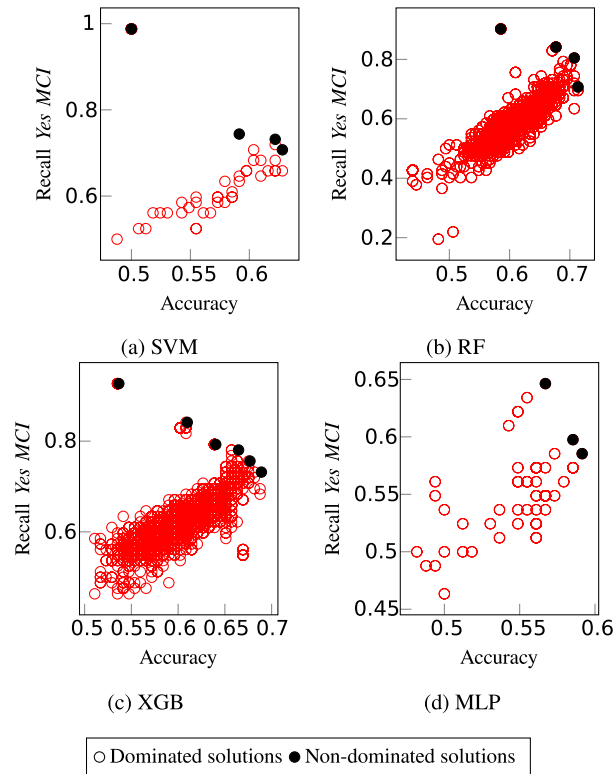 1
0.8
0.6
0.5
0.55
0.6
Recall Yes MCI
Accuracy
(a) SVM
0.8
0.6
0.4
0.2
0.5
0.6
0.7
Recall Yes MCI
Accuracy
(b) RF
0.8
0.6
0.5
0.55
0.6
0.65
0.7
Recall Yes MCI
Accuracy
(c) XGB
0.65
0.6
0.55
0.5
0.45
0.5
0.55
0.6
Recall Yes MCI
Accuracy
(d) MLP
Dominated solutions
Non-dominated solutions